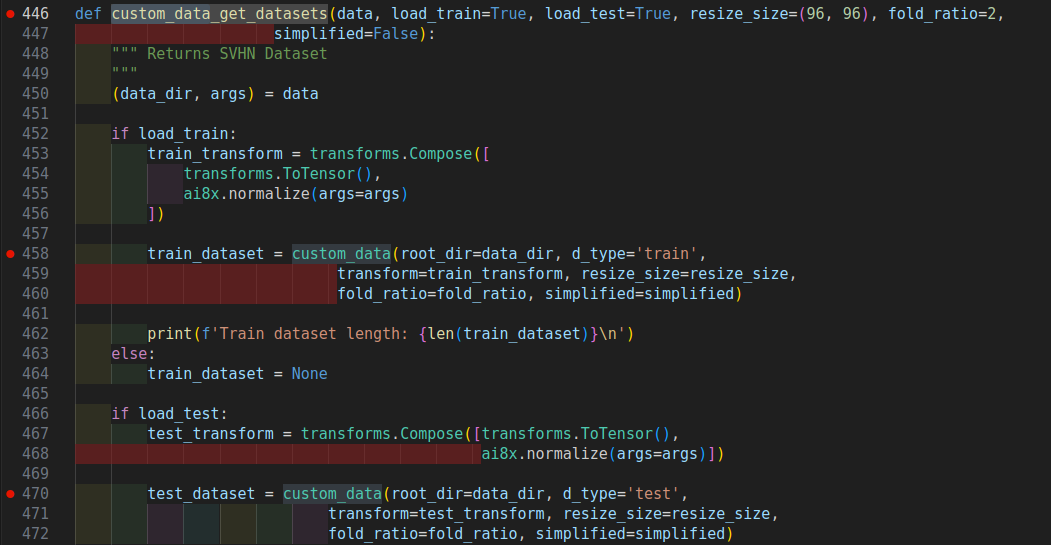 446 def custom_data_get_datasets(data, load_train=True, load_test=True, resize_size=(96, 96), fold_ratio=2,
447                       simplified=False):
448     """ Returns SVHN Dataset
449     """
450     (data_dir, args) = data
451
452     if load_train:
453         train_transform = transforms.Compose([
454             transforms.ToTensor(),
455             ai8x.normalize(args=args)
456         ])
457
458         train_dataset = custom_data(root_dir=data_dir, d_type='train',
459                              transform=train_transform, resize_size=resize_size,
460                              fold_ratio=fold_ratio, simplified=simplified)
461
462         print(f'Train dataset length: {len(train_dataset)}\n')
463     else:
464         train_dataset = None
465
466     if load_test:
467         test_transform = transforms.Compose([transforms.ToTensor(),
468                                              ai8x.normalize(args=args)])
469
470         test_dataset = custom_data(root_dir=data_dir, d_type='test',
471                             transform=test_transform, resize_size=resize_size,
472                             fold_ratio=fold_ratio, simplified=simplified)